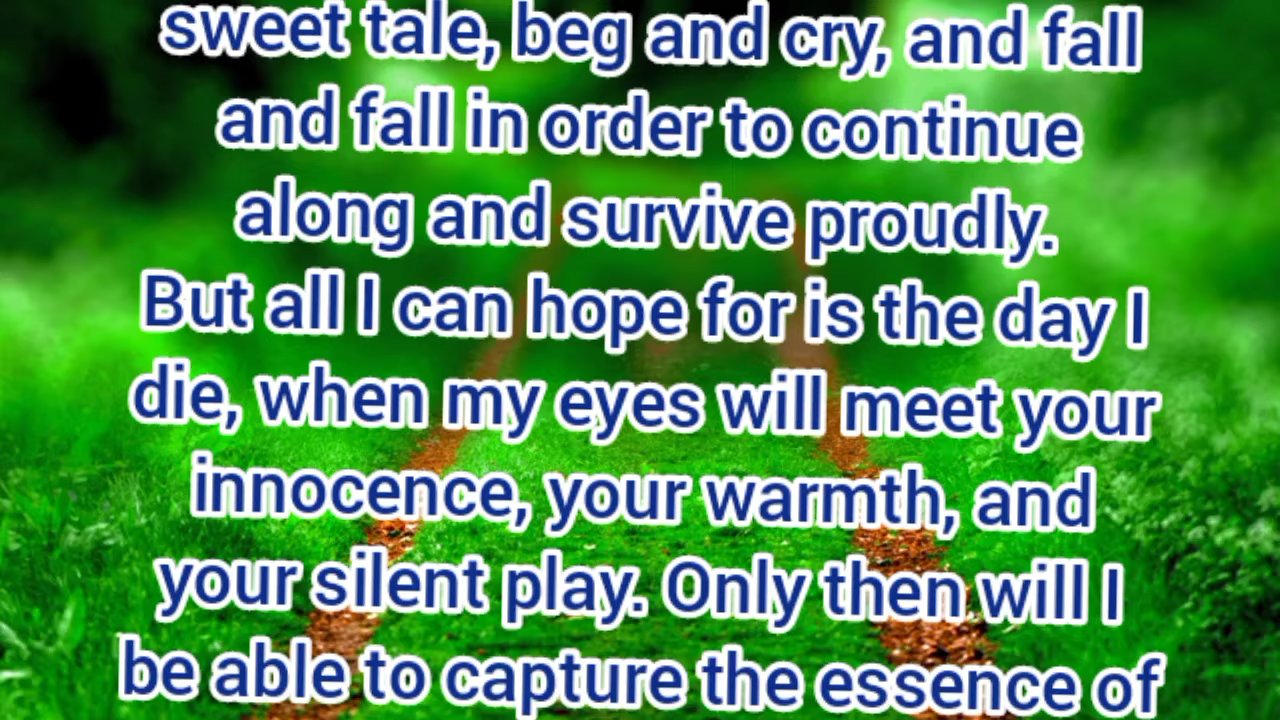 sweet tale, beg and cry, and fall
and fall in order to continue
along and survive proudly.
But all I can hope for is the day I
die, when my eyes will meet your
innocence, your warmth, and
your silent play. Only then will I
be able to capture the essence of